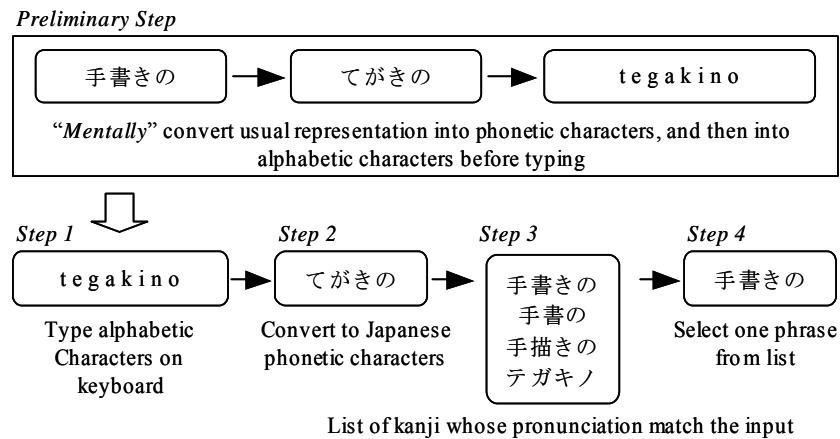 Preliminary Step
手書きの
てがきの
tegakino
“Mentally” convert usual representation into phonetic characters, and then into
alphabetic characters before typing
Step 1
tegakino
Type alphabetic
Characters on
keyboard
Step 2
てがきの
Convert to Japanese
phonetic characters
Step 3
手書きの
手書の
手描きの
テガキノ
List of kanji whose pronunciation match the input
Step 4
手書きの
Select one phrase
from list